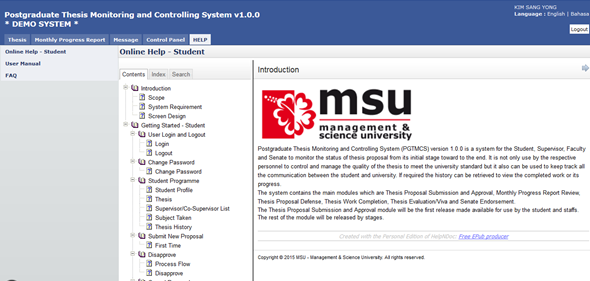 Postgraduate Thesis Monitoring and Controlling System v1.0.0
* DEMO SYSTEM *
KIM SANG YONG
Language : English | Bahasa
Logout
Thesis Monthly Progress Report Message Control Panel HELP
Online Help - Student
User Manual
FAQ
Online Help - Student
Contents Index Search
Introduction
Scope
System Requirement
Screen Design
Getting Started - Student
User Login and Logout
Login
Logout
Change Password
Change Password
Student Programme
Student Profile
Thesis
Supervisor/Co-Supervisor List
Subject Taken
Thesis History
Submit New Proposal
First Time
Disapprove
Process Flow
Disapprove
Introduction
msu
management &
science university
Postgraduate Thesis Monitoring and Controlling System (PGTMCS) version 1.0.0 is a system for the Student, Supervisor, Faculty
and Senate to monitor the status of thesis proposal from its initial stage toward to the end. It is not only use by the respective
personnel to control and manage the quality of the thesis to meet the university standard but it also can be used to keep track all
the communication between the student and university. If required the history can be retrieved to view the completed work or its
progress.
The system contains the main modules which are Thesis Proposal Submission and Approval, Monthly Progress Report Review,
Thesis Proposal Defense, Thesis Work Completion, Thesis Evaluation/Viva and Senate Endorsement.
The Thesis Proposal Submission and Approval module will be the first release made available for use by the student and staffs.
The rest of the module will be released by stages.
Created with the Personal Edition of HelpNDoc: Free EPub producer
Copyright © 2015 MSU - Management & Science University. All rights reserved.